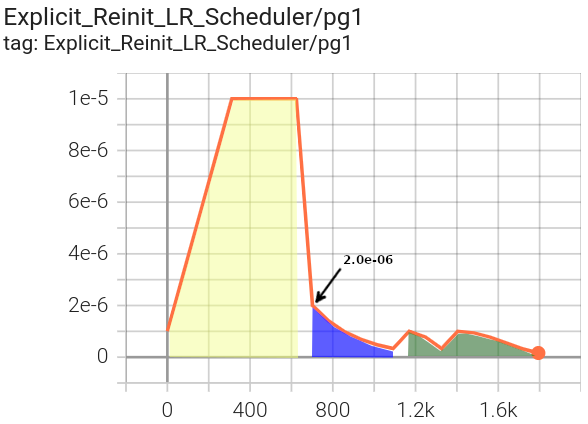 Explicit_Reinit_LR_Scheduler/pg1
tag: Explicit_Reinit_LR_Scheduler/pg1
1e-5
8e-6
6e-6
4e-6
2.0e-06
2e-6
0
0 400 800 1.2k 1.6k